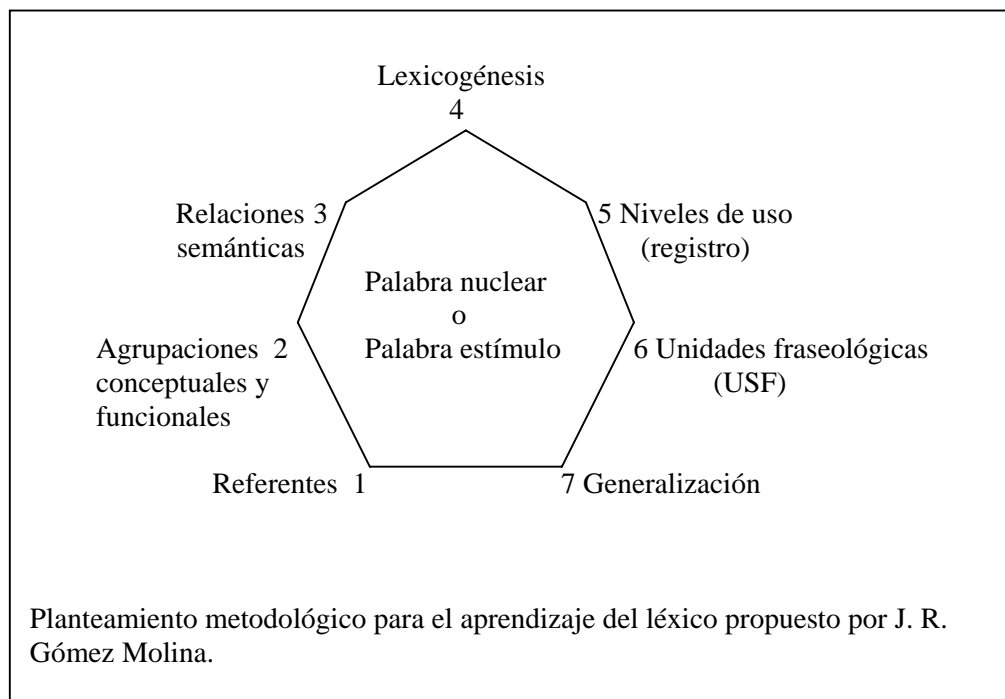 Lexicogénesis
4
Relaciones 3
semánticas
5 Niveles de uso
(registro)
Palabra nuclear
o
Palabra estímulo
Agrupaciones 2
conceptuales y
funcionales
6 Unidades fraseológicas
(USF)
Referentes 1
7 Generalización
Planteamiento metodológico para el aprendizaje del léxico propuesto por J. R.
Gómez Molina.